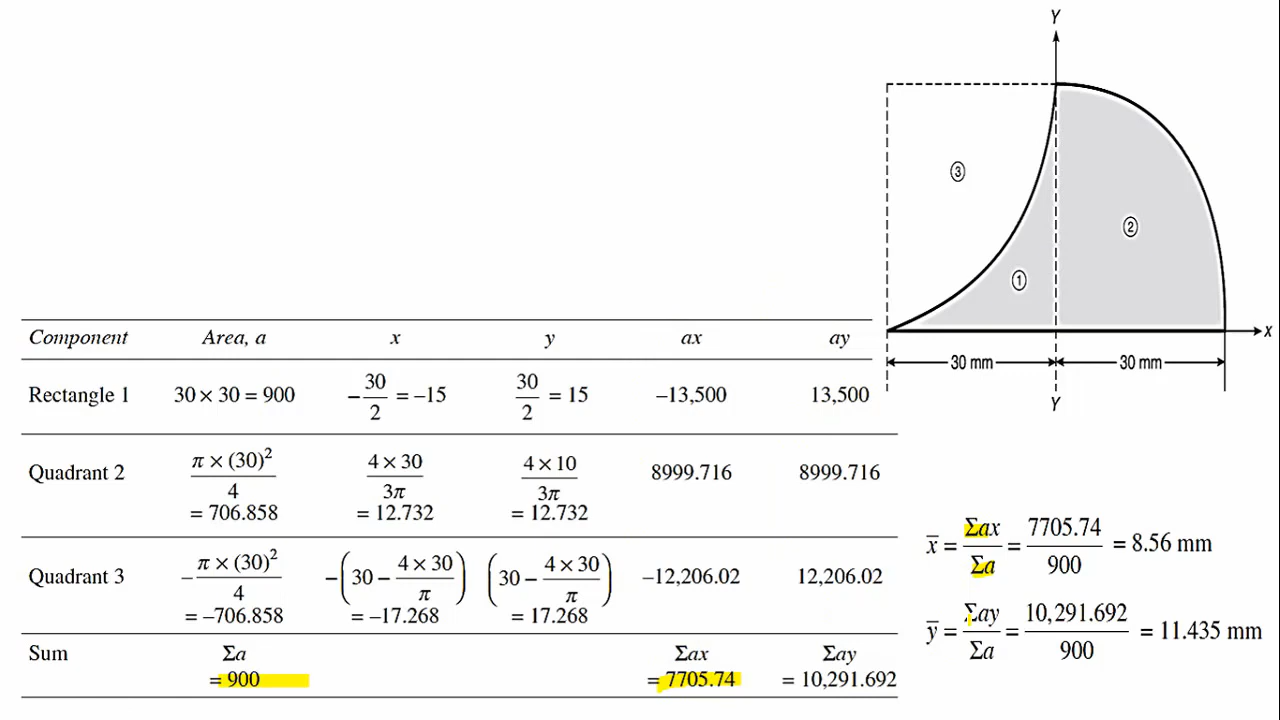 Y
③
②
①
X
30 mm 30 mm
Y
Component Area, a x y ax ay
Rectangle 1 30 × 30 = 900 −30/2 = −15 30/2 = 15 −13,500 13,500
Quadrant 2 π × (30)²/4 4 × 30/3π 4 × 10/3π 8999.716 8999.716
= 706.858 = 12.732 = 12.732
Quadrant 3 −π × (30)²/4 −(30 − 4 × 30/π) (30 − 4 × 30/π) −12,206.02 12,206.02
= −706.858 = −17.268 = 17.268
Sum Σa Σax Σay
= 900 = 7705.74 = 10,291.692
x̅ = Σax/Σa = 7705.74/900 = 8.56 mm
y̅ = Σay/Σa = 10,291.692/900 = 11.435 mm